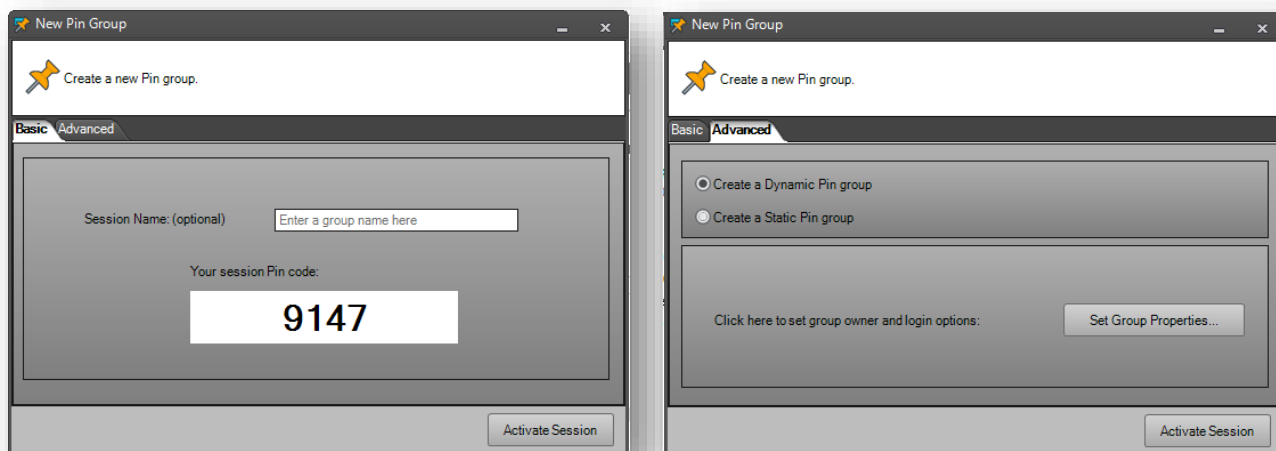 New Pin Group
Create a new Pin group.
Basic Advanced
Session Name: (optional) Enter a group name here
Your session Pin code:
9147
Activate Session
New Pin Group
Create a new Pin group.
Basic Advanced
Create a Dynamic Pin group
Create a Static Pin group
Click here to set group owner and login options: Set Group Properties...
Activate Session